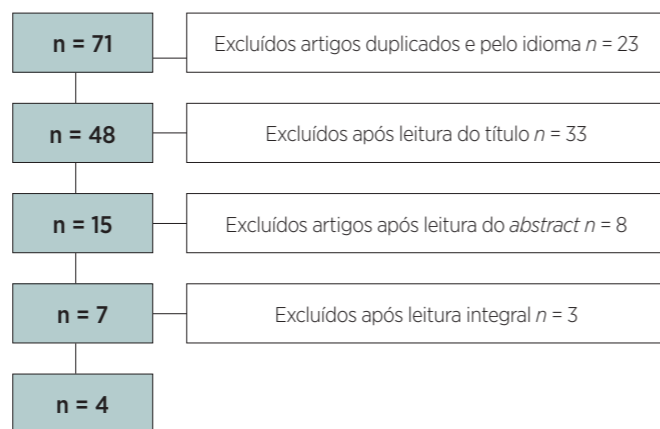 n = 71
Excluídos artigos duplicados e pelo idioma n = 23
n = 48
Excluídos após leitura do título n = 33
n = 15
Excluídos artigos após leitura do abstract n = 8
n = 7
Excluídos após leitura integral n = 3
n = 4